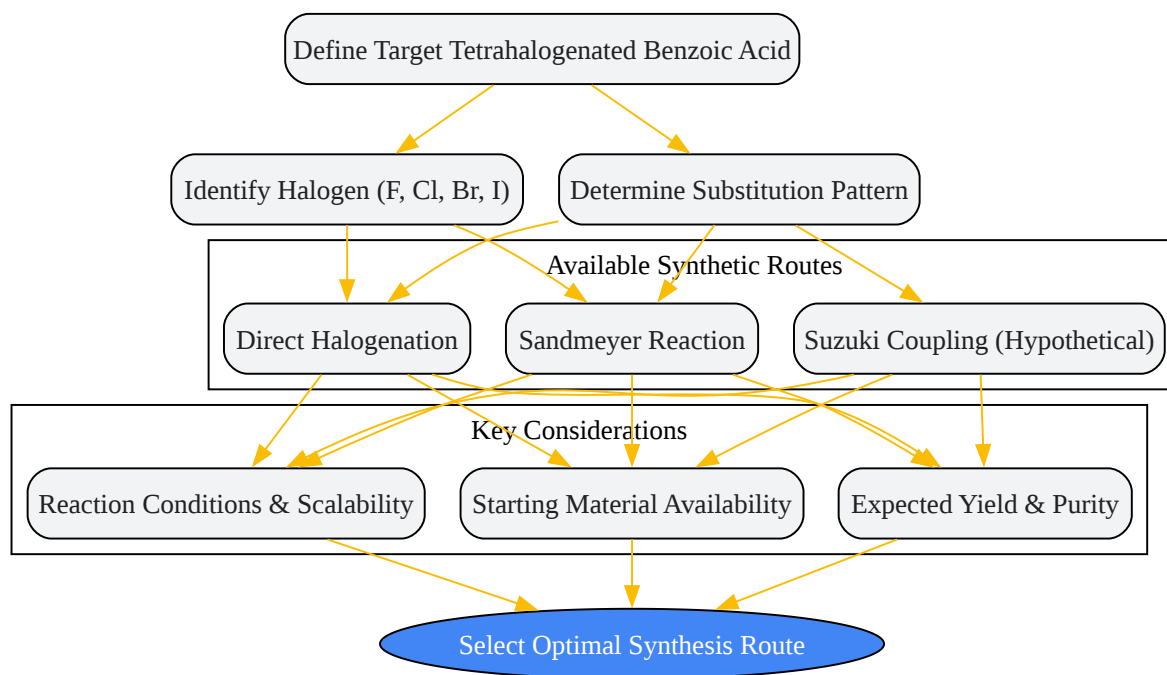 Define Target Tetrahalogenated Benzoic Acid
Identify Halogen (F, Cl, Br, I)
Determine Substitution Pattern
Available Synthetic Routes
Direct Halogenation
Sandmeyer Reaction
Suzuki Coupling (Hypothetical)
Key Considerations
Reaction Conditions & Scalability
Starting Material Availability
Expected Yield & Purity
Select Optimal Synthesis Route